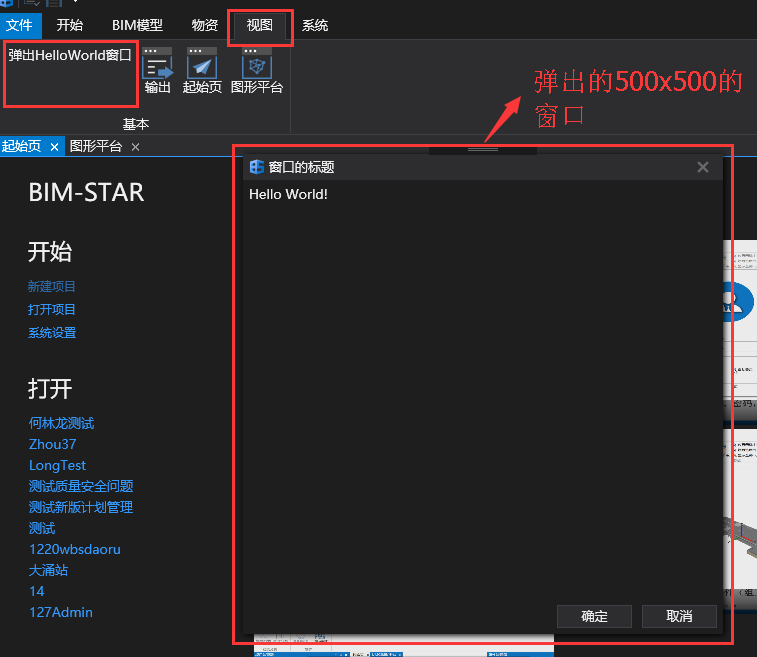 文件 开始 BIM模型 物资 视图 系统
弹出HelloWorld窗口
输出 起始页 图形平台
基本
弹出的500x500的
窗口
起始页 × 图形平台 ×
窗口的标题
Hello World!
BIM-STAR
开始
新建项目
打开项目
系统设置
打开
何林龙测试
Zhou37
LongTest
测试质量安全问题
测试新版计划管理
测试
1220wbsdaoru
大涌站
14
127Admin
确定 取消